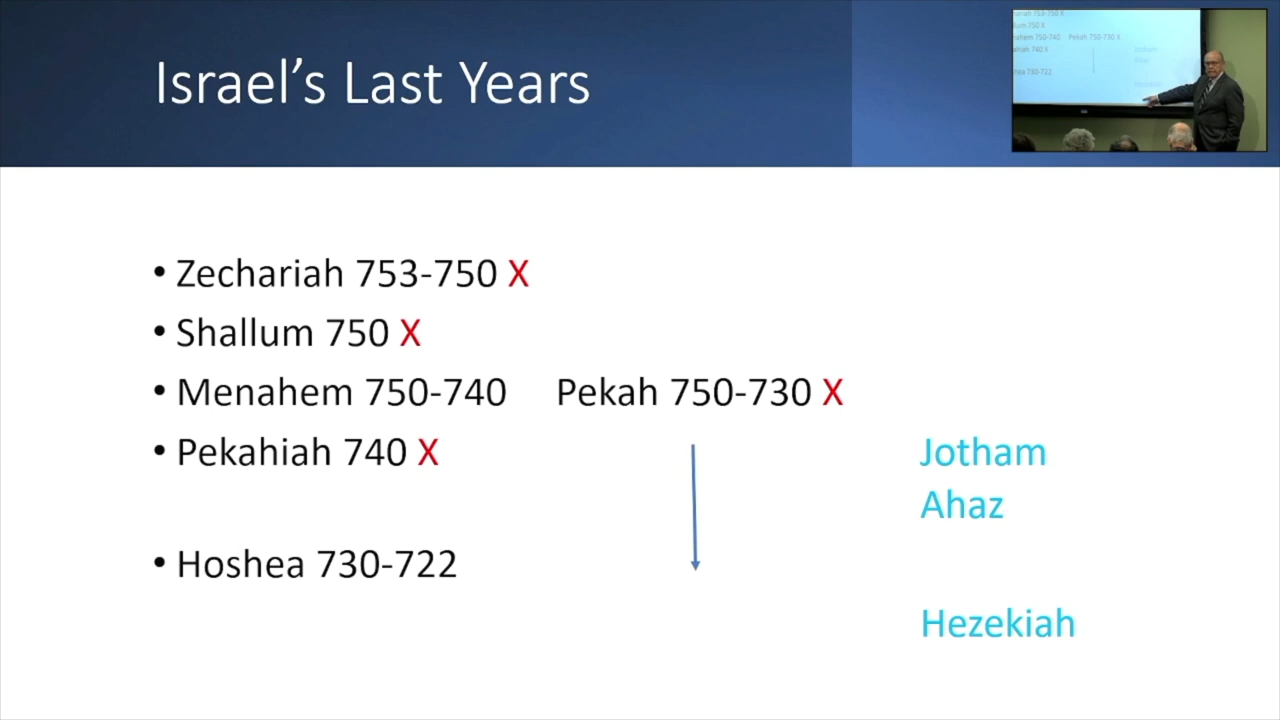 Israel’s Last Years
• Zechariah 753-750 X
• Shallum 750 X
• Menahem 750-740 Pekah 750-730 X
• Pekahiah 740 X Jotham
Ahaz
• Hoshea 730-722
Hezekiah